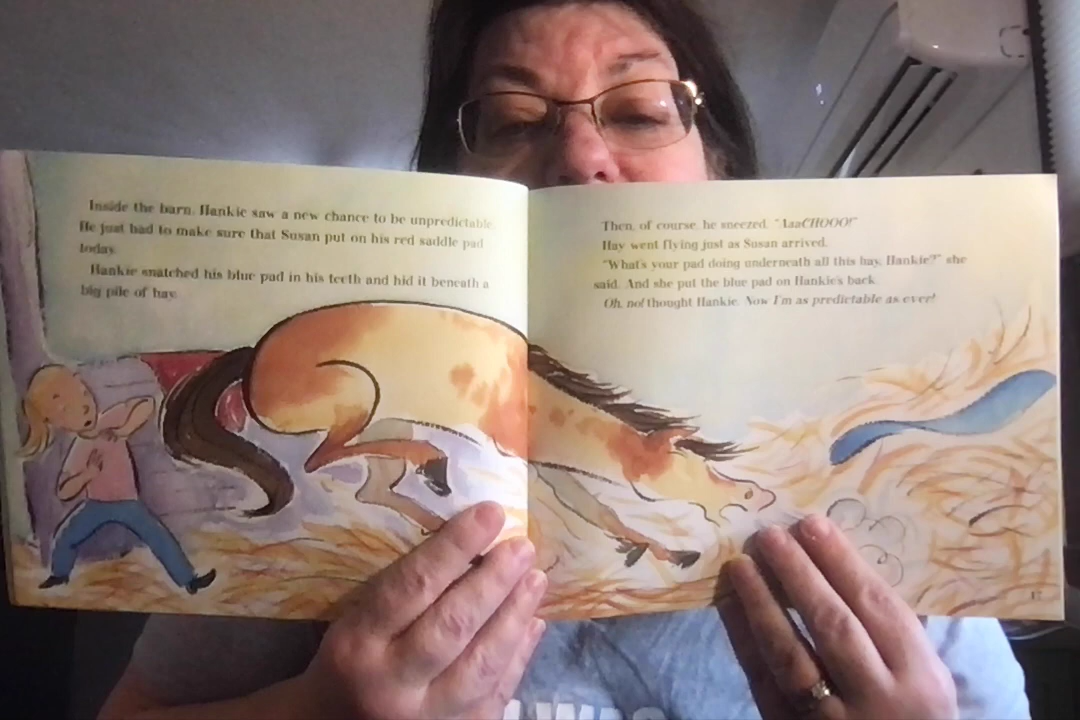 Inside the barn, Hankie saw a new chance to be unpredictable.
He just had to make sure that Susan put on his red saddle pad
today.
Hankie snatched his blue pad in his teeth and hid it beneath a
big pile of hay.
Then, of course, he sneezed. "AaaCHOOO!"
Hay went flying just as Susan arrived.
"What's your pad doing underneath all this hay, Hankie?" she
said. And she put the blue pad on Hankie's back.
Oh, no! thought Hankie. Now I'm as predictable as ever!
17
I WAS